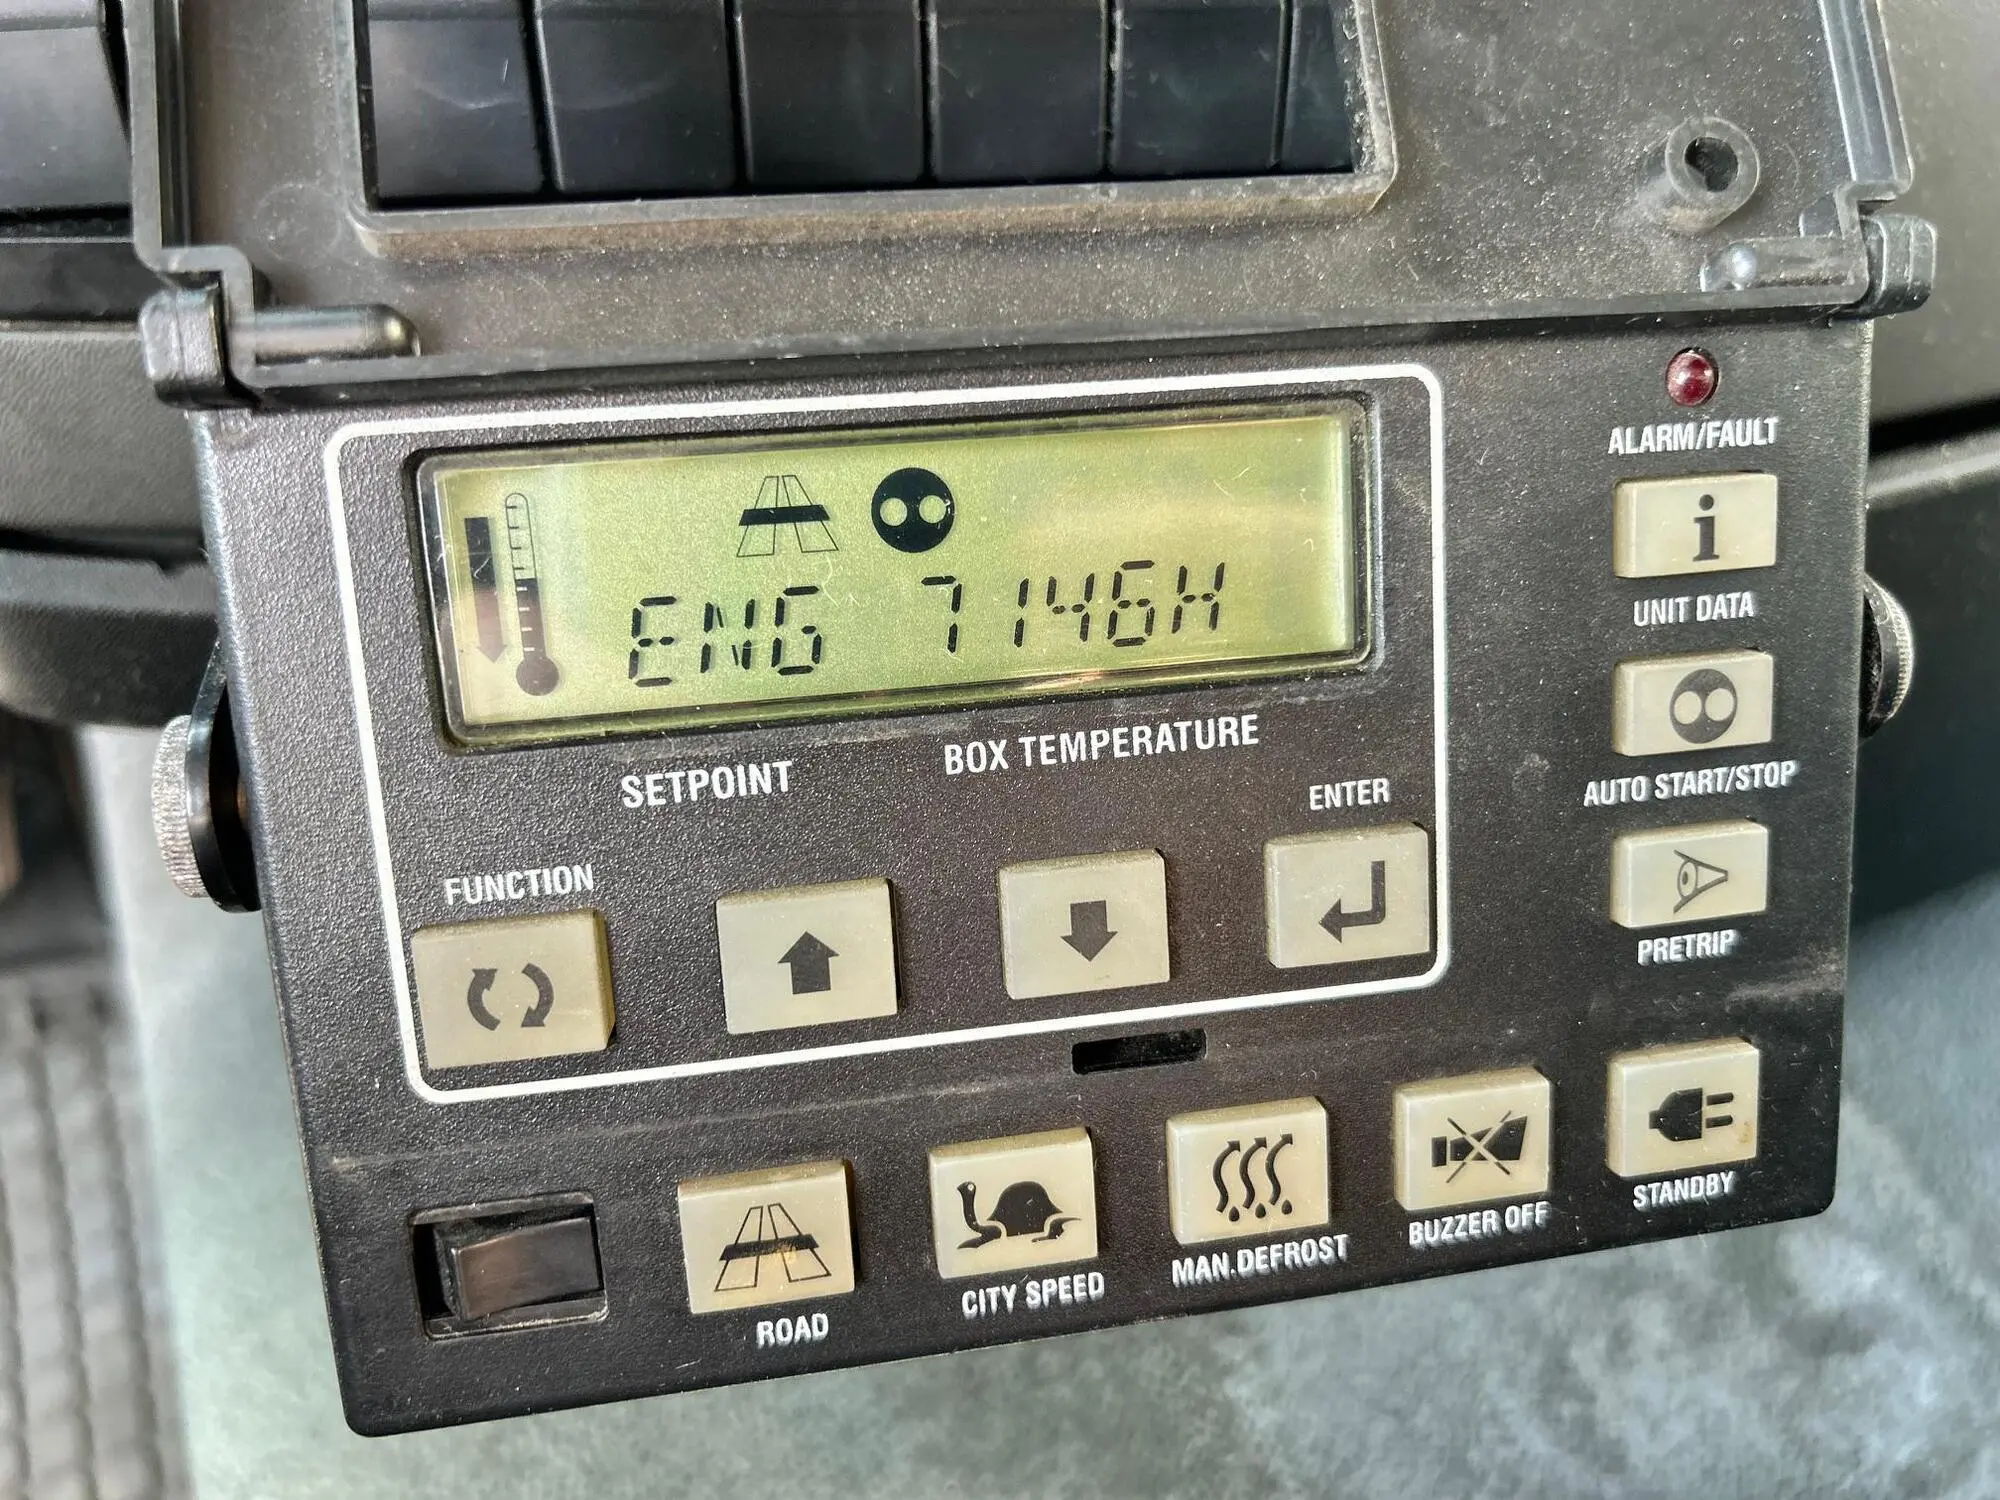 ALARM/FAULT
ENG 7146H
i
UNIT DATA
SETPOINT BOX TEMPERATURE
AUTO START/STOP
FUNCTION ENTER
PRETRIP
ROAD CITY SPEED MAN.DEFROST BUZZER OFF STANDBY